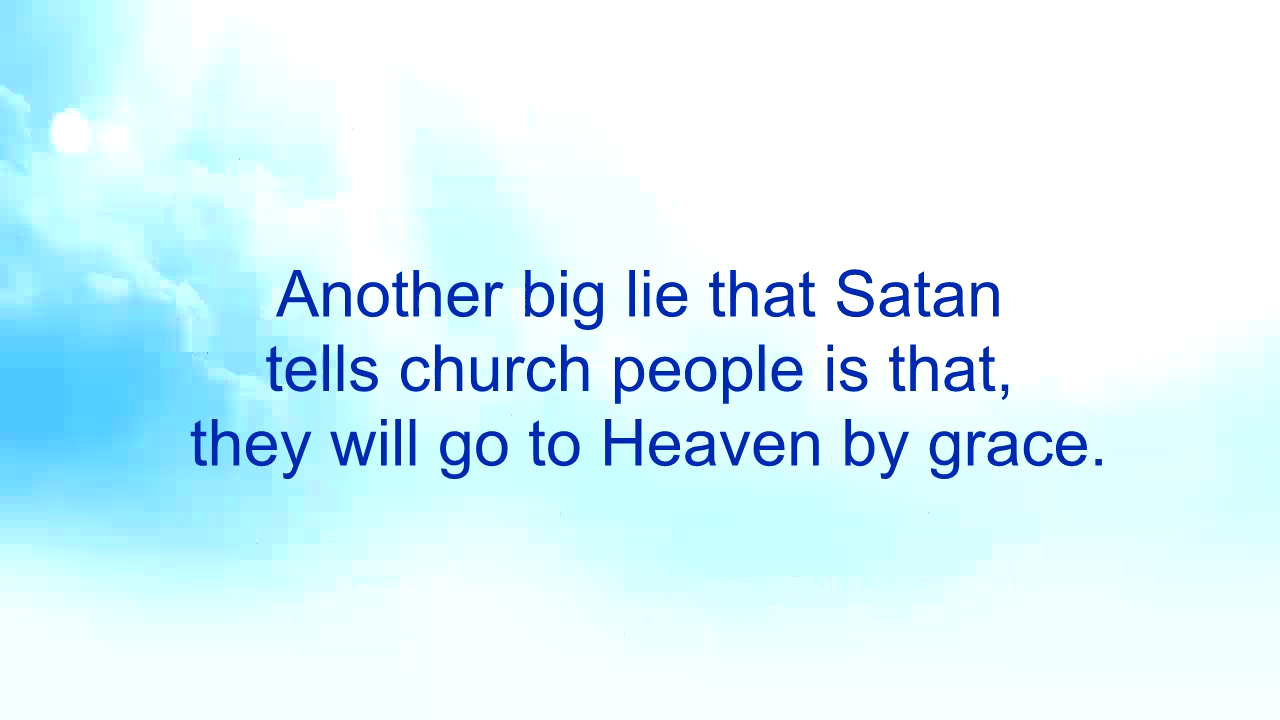 Another big lie that Satan
tells church people is that,
they will go to Heaven by grace.